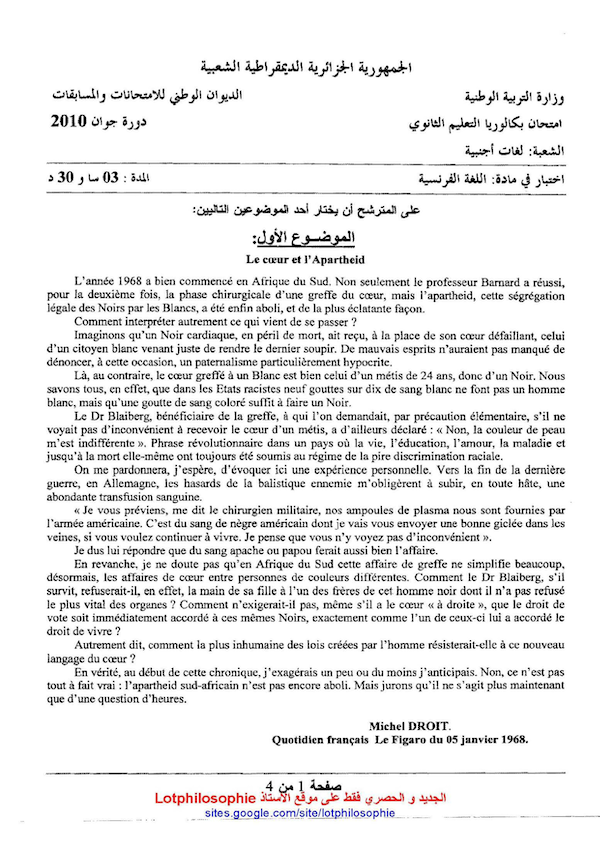 الجمهورية الجزائرية الديمقراطية الشعبية
وزارة التربية الوطنية الديوان الوطني للامتحانات والمسابقات
امتحان بكالوريا التعليم الثانوي دورة جوان 2010
الشعبة: لغات أجنبية
اختبار في مادة: اللغة الفرنسية المدة: 03 سا و 30 د
على المترشح أن يختار أحد الموضوعين التاليين:
الموضوع الأول:
Le cœur et l'Apartheid
L'année 1968 a bien commencé en Afrique du Sud. Non seulement le professeur Barnard a réussi,
pour la deuxième fois, la phase chirurgicale d'une greffe du cœur, mais l'apartheid, cette ségrégation
légale des Noirs par les Blancs, a été enfin aboli, et de la plus éclatante façon.
Comment interpréter autrement ce qui vient de se passer ?
Imaginons qu'un Noir cardiaque, en péril de mort, ait reçu, à la place de son cœur défaillant, celui
d'un citoyen blanc venant juste de rendre le dernier soupir. De mauvais esprits n'auraient pas manqué de
dénoncer, à cette occasion, un paternalisme particulièrement hypocrite.
Là, au contraire, le cœur greffé à un Blanc est bien celui d'un métis de 24 ans, donc d'un Noir. Nous
savons tous, en effet, que dans les Etats racistes neuf gouttes sur dix de sang blanc ne font pas un homme
blanc, mais qu'une goutte de sang coloré suffit à faire un Noir.
Le Dr Blaiberg, bénéficiaire de la greffe, à qui l'on demandait, par précaution élémentaire, s'il ne
voyait pas d'inconvénient à recevoir le cœur d'un métis, a d'ailleurs déclaré : « Non, la couleur de peau
m'est indifférente ». Phrase révolutionnaire dans un pays où la vie, l'éducation, l'amour, la maladie et
jusqu'à la mort elle-même ont toujours été soumis au régime de la pire discrimination raciale.
On me pardonnera, j'espère, d'évoquer ici une expérience personnelle. Vers la fin de la dernière
guerre, en Allemagne, les hasards de la balistique ennemie m'obligèrent à subir, en toute hâte, une
abondante transfusion sanguine.
« Je vous préviens, me dit le chirurgien militaire, nos ampoules de plasma nous sont fournies par
l'armée américaine. C'est du sang de nègre américain dont je vais vous envoyer une bonne giclée dans les
veines, si vous voulez continuer à vivre. Je pense que vous n'y voyez pas d'inconvénient ».
Je dus lui répondre que du sang apache ou papou ferait aussi bien l'affaire.
En revanche, je ne doute pas qu'en Afrique du Sud cette affaire de greffe ne simplifie beaucoup,
désormais, les affaires de cœur entre personnes de couleurs différentes. Comment le Dr Blaiberg, s'il
survit, refuserait-il, en effet, la main de sa fille à l'un des frères de cet homme noir dont il n'a pas refusé
le plus vital des organes ? Comment n'exigerait-il pas, même s'il a le cœur « à droite », que le droit de
vote soit immédiatement accordé à ces mêmes Noirs, exactement comme l'un de ceux-ci lui a accordé le
droit de vivre ?
Autrement dit, comment la plus inhumaine des lois créées par l'homme résisterait-elle à ce nouveau
langage du cœur ?
En vérité, au début de cette chronique, j'exagérais un peu ou du moins j'anticipais. Non, ce n'est pas
tout à fait vrai : l'apartheid sud-africain n'est pas encore aboli. Mais jurons qu'il ne s'agit plus maintenant
que d'une question d'heures.
Michel DROIT.
Quotidien français Le Figaro du 05 janvier 1968.
صفحة 1 من 4
الجديد و الحصري فقط على موقع الأستاذ Lotphilosophie
sites.google.com/site/lotphilosophie